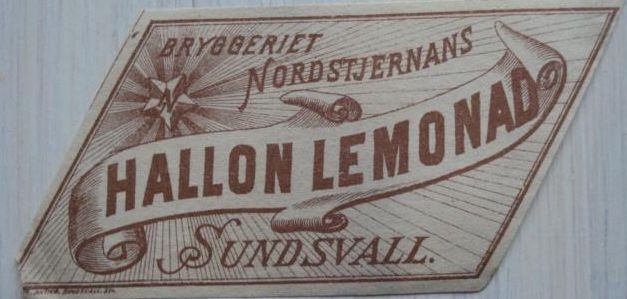 BRYGGERIET
NORDSTJERNANS
N
HALLON LEMONAD
SUNDSVALL.